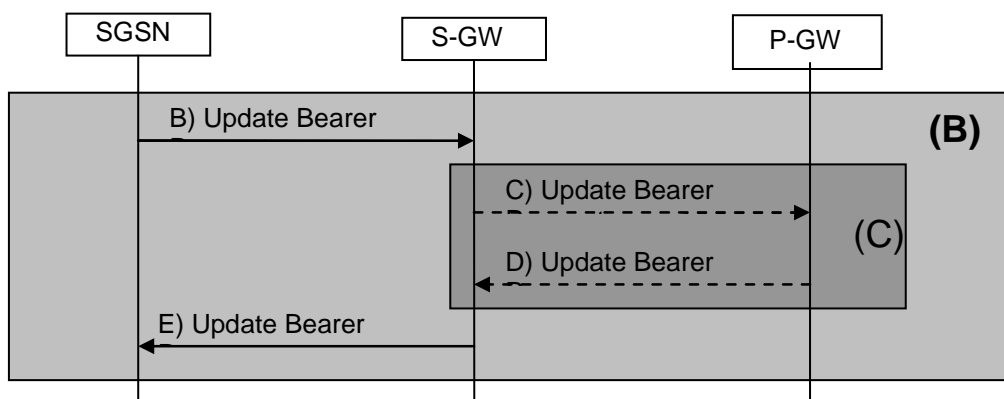 SGSN
S-GW
P-GW
B) Update Bearer
(B)
C) Update Bearer
(C)
D) Update Bearer
E) Update Bearer